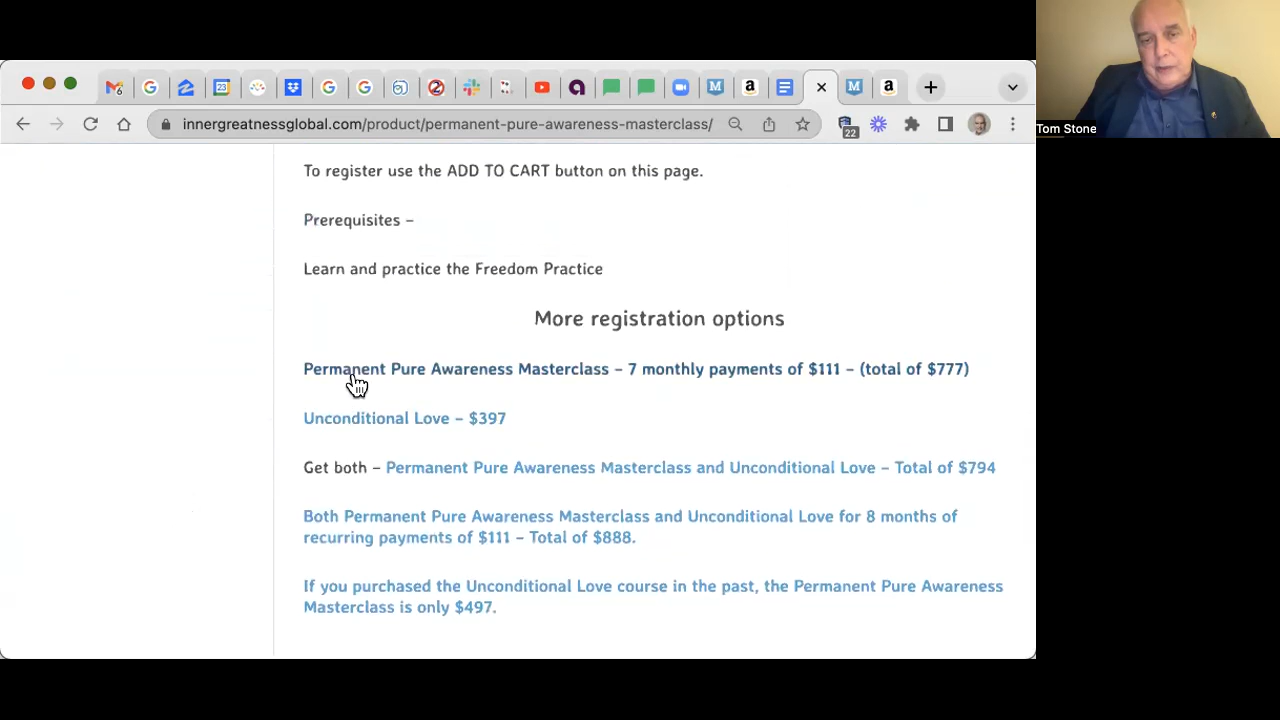 innergreatnessglobal.com/product/permanent-pure-awareness-masterclass/
22
Tom Stone
To register use the ADD TO CART button on this page.
Prerequisites –
Learn and practice the Freedom Practice
More registration options
Permanent Pure Awareness Masterclass – 7 monthly payments of $111 – (total of $777)
Unconditional Love – $397
Get both – Permanent Pure Awareness Masterclass and Unconditional Love – Total of $794
Both Permanent Pure Awareness Masterclass and Unconditional Love for 8 months of
recurring payments of $111 – Total of $888.
If you purchased the Unconditional Love course in the past, the Permanent Pure Awareness
Masterclass is only $497.